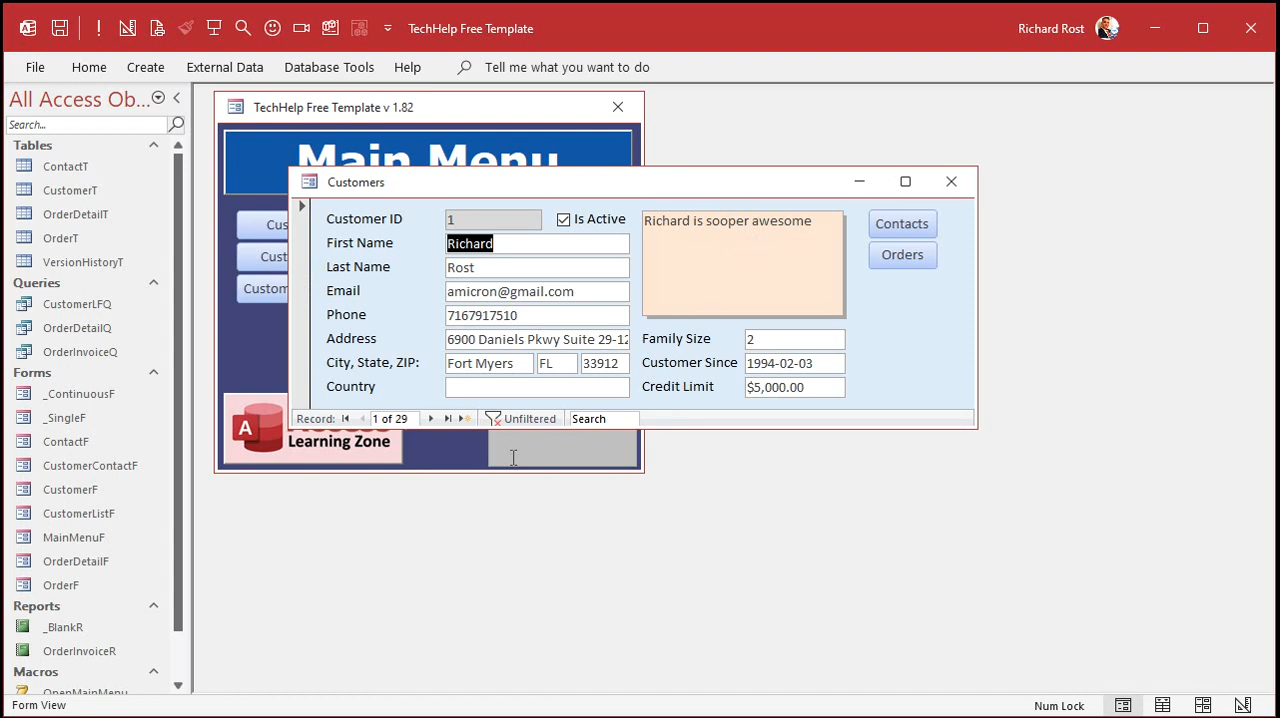 TechHelp Free Template
Richard Rost
File Home Create External Data Database Tools Help Tell me what you want to do
All Access Ob...
Search...
Tables
ContactT
CustomerT
OrderDetailT
OrderT
VersionHistoryT
Queries
CustomerLFQ
OrderDetailQ
OrderInvoiceQ
Forms
_ContinuousF
_SingleF
ContactF
CustomerContactF
CustomerF
CustomerListF
MainMenuF
OrderDetailF
OrderF
Reports
_BlankR
OrderInvoiceR
Macros
OpenMainMenu
TechHelp Free Template v 1.82
Main Menu
Cus
Cust
Custom
A
Learning Zone
Customers
Customer ID 1 Is Active
First Name Richard
Last Name Rost
Email amicron@gmail.com
Phone 7167917510
Address 6900 Daniels Pkwy Suite 29-12
City, State, ZIP: Fort Myers FL 33912
Country
Richard is sooper awesome
Family Size 2
Customer Since 1994-02-03
Credit Limit $5,000.00
Contacts
Orders
Record: 1 of 29 Unfiltered Search
Form View
Num Lock